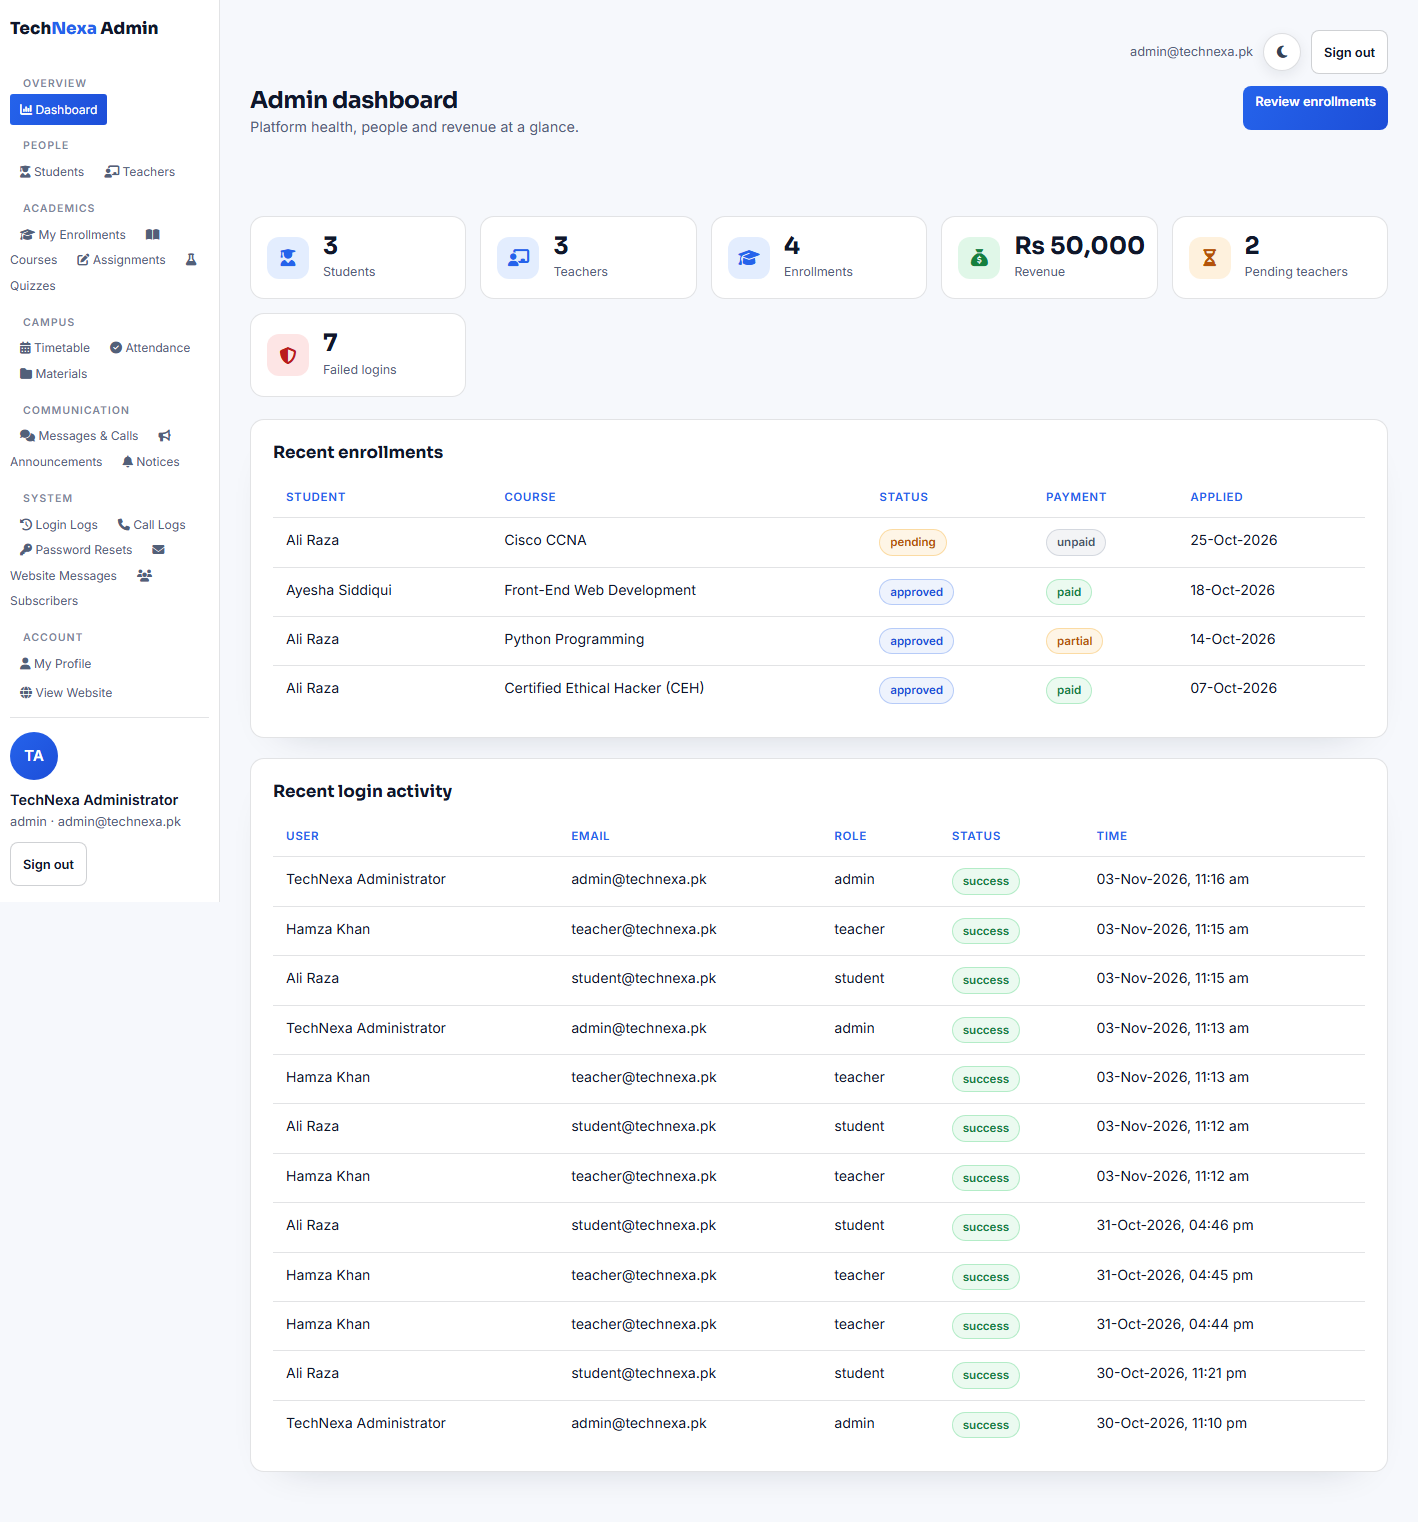 TechNexa Admin
OVERVIEW
Dashboard
PEOPLE
Students Teachers
ACADEMICS
My Enrollments
Courses Assignments
Quizzes
CAMPUS
Timetable Attendance
Materials
COMMUNICATION
Messages & Calls
Announcements Notices
SYSTEM
Login Logs Call Logs
Password Resets
Website Messages
Subscribers
ACCOUNT
My Profile
View Website
TA
TechNexa Administrator
admin · admin@technexa.pk
Sign out
admin@technexa.pk Sign out
Admin dashboard
Platform health, people and revenue at a glance.
Review enrollments
3
Students
3
Teachers
4
Enrollments
Rs 50,000
Revenue
2
Pending teachers
7
Failed logins
Recent enrollments
STUDENT COURSE STATUS PAYMENT APPLIED
Ali Raza Cisco CCNA pending unpaid 25-Oct-2026
Ayesha Siddiqui Front-End Web Development approved paid 18-Oct-2026
Ali Raza Python Programming approved partial 14-Oct-2026
Ali Raza Certified Ethical Hacker (CEH) approved paid 07-Oct-2026
Recent login activity
USER EMAIL ROLE STATUS TIME
TechNexa Administrator admin@technexa.pk admin success 03-Nov-2026, 11:16 am
Hamza Khan teacher@technexa.pk teacher success 03-Nov-2026, 11:15 am
Ali Raza student@technexa.pk student success 03-Nov-2026, 11:15 am
TechNexa Administrator admin@technexa.pk admin success 03-Nov-2026, 11:13 am
Hamza Khan teacher@technexa.pk teacher success 03-Nov-2026, 11:13 am
Ali Raza student@technexa.pk student success 03-Nov-2026, 11:12 am
Hamza Khan teacher@technexa.pk teacher success 03-Nov-2026, 11:12 am
Ali Raza student@technexa.pk student success 31-Oct-2026, 04:46 pm
Hamza Khan teacher@technexa.pk teacher success 31-Oct-2026, 04:45 pm
Hamza Khan teacher@technexa.pk teacher success 31-Oct-2026, 04:44 pm
Ali Raza student@technexa.pk student success 30-Oct-2026, 11:21 pm
TechNexa Administrator admin@technexa.pk admin success 30-Oct-2026, 11:10 pm